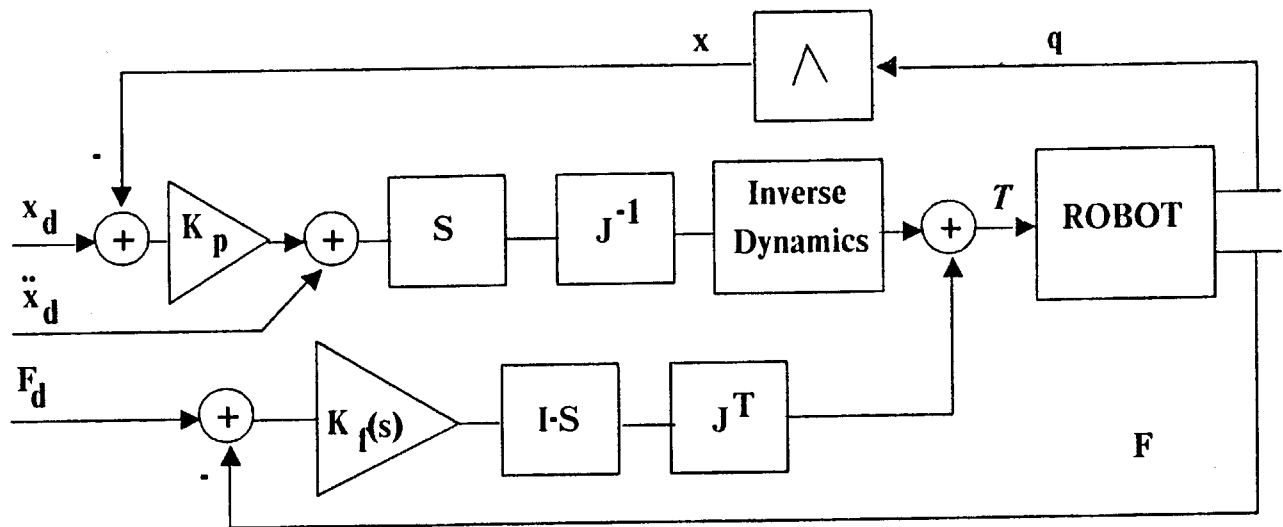 x
Λ
q
-
x_d
+
K_p
+
S
J^-1
Inverse
Dynamics
+
T
ROBOT
ẍ_d
F_d
+
K_f(s)
I-S
J^T
F
-